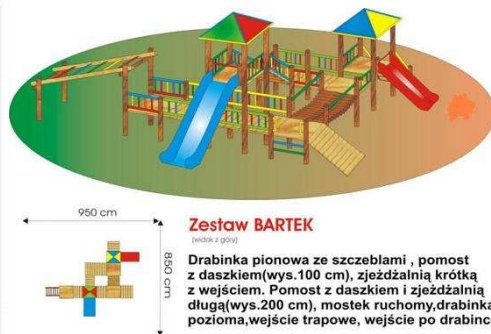 950 cm
850 cm
Zestaw BARTEK
(widok z góry)
Drabinka pionowa ze szczeblami , pomost
z daszkiem(wys.100 cm), zjeżdżalnią krótką
z wejściem. Pomost z daszkiem i zjeżdżalnią
długą(wys.200 cm), mostek ruchomy,drabinka
pozioma,wejście trapowe, wejście po drabince